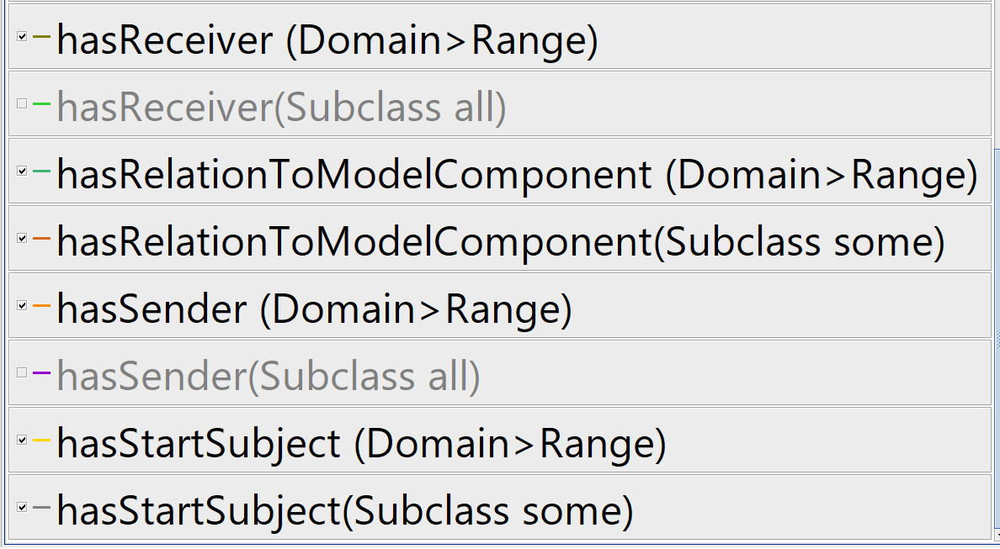 hasReceiver (Domain>Range)
hasReceiver(Subclass all)
hasRelationToModelComponent (Domain>Range)
hasRelationToModelComponent(Subclass some)
hasSender (Domain>Range)
hasSender(Subclass all)
hasStartSubject (Domain>Range)
hasStartSubject(Subclass some)